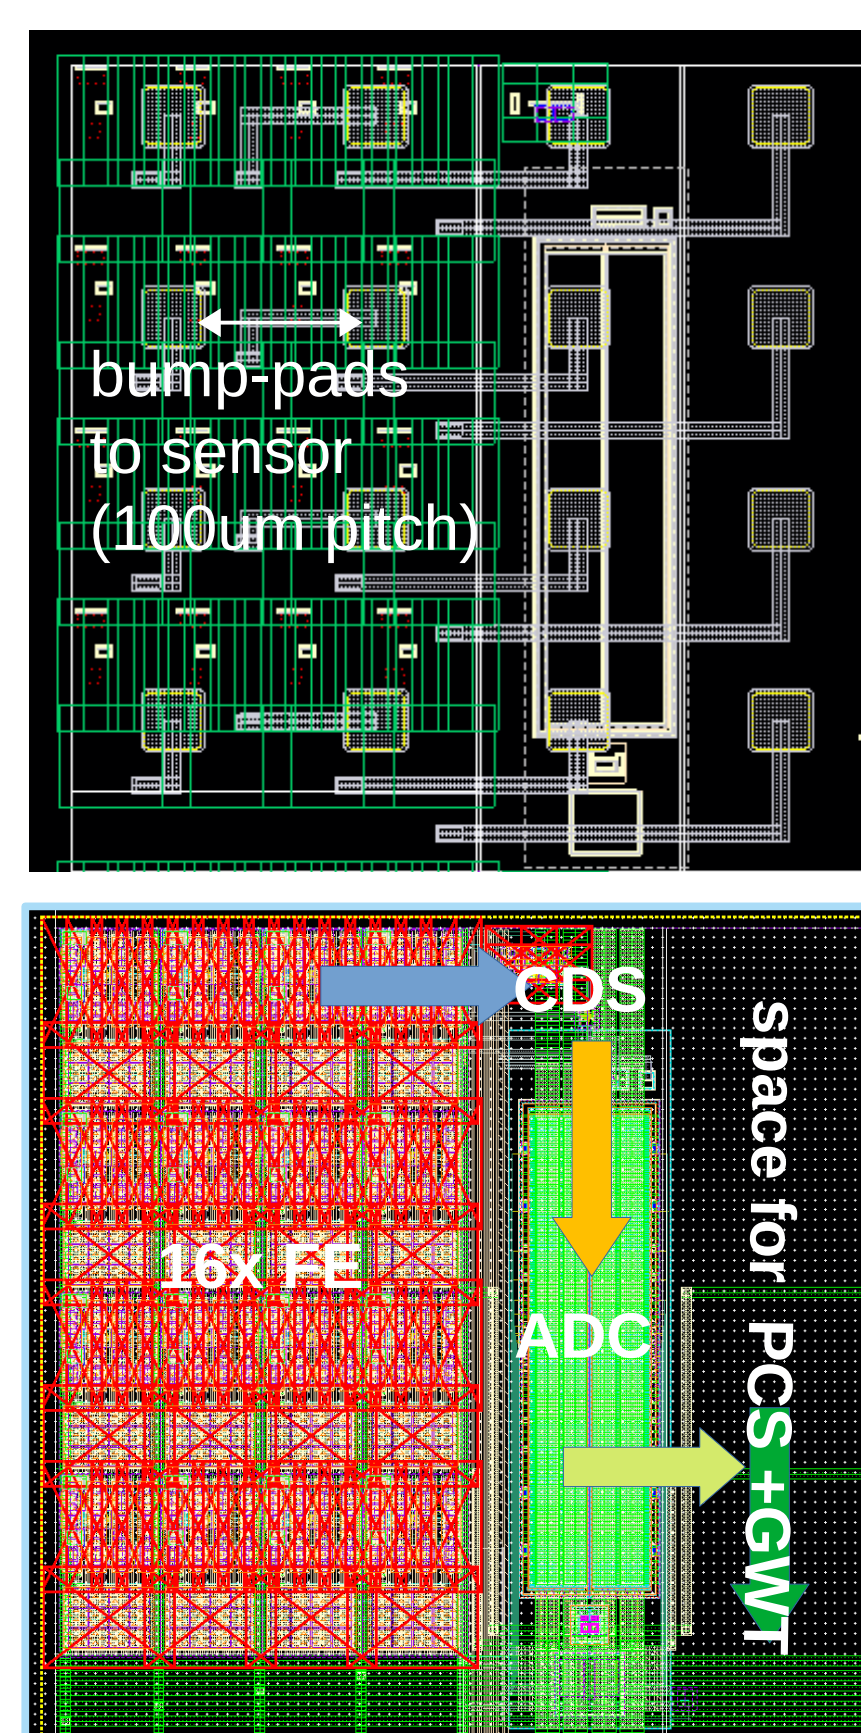 bump-pads
to sensor
(100um pitch)
CDS
16x FE
ADC
space for PCS +GWT